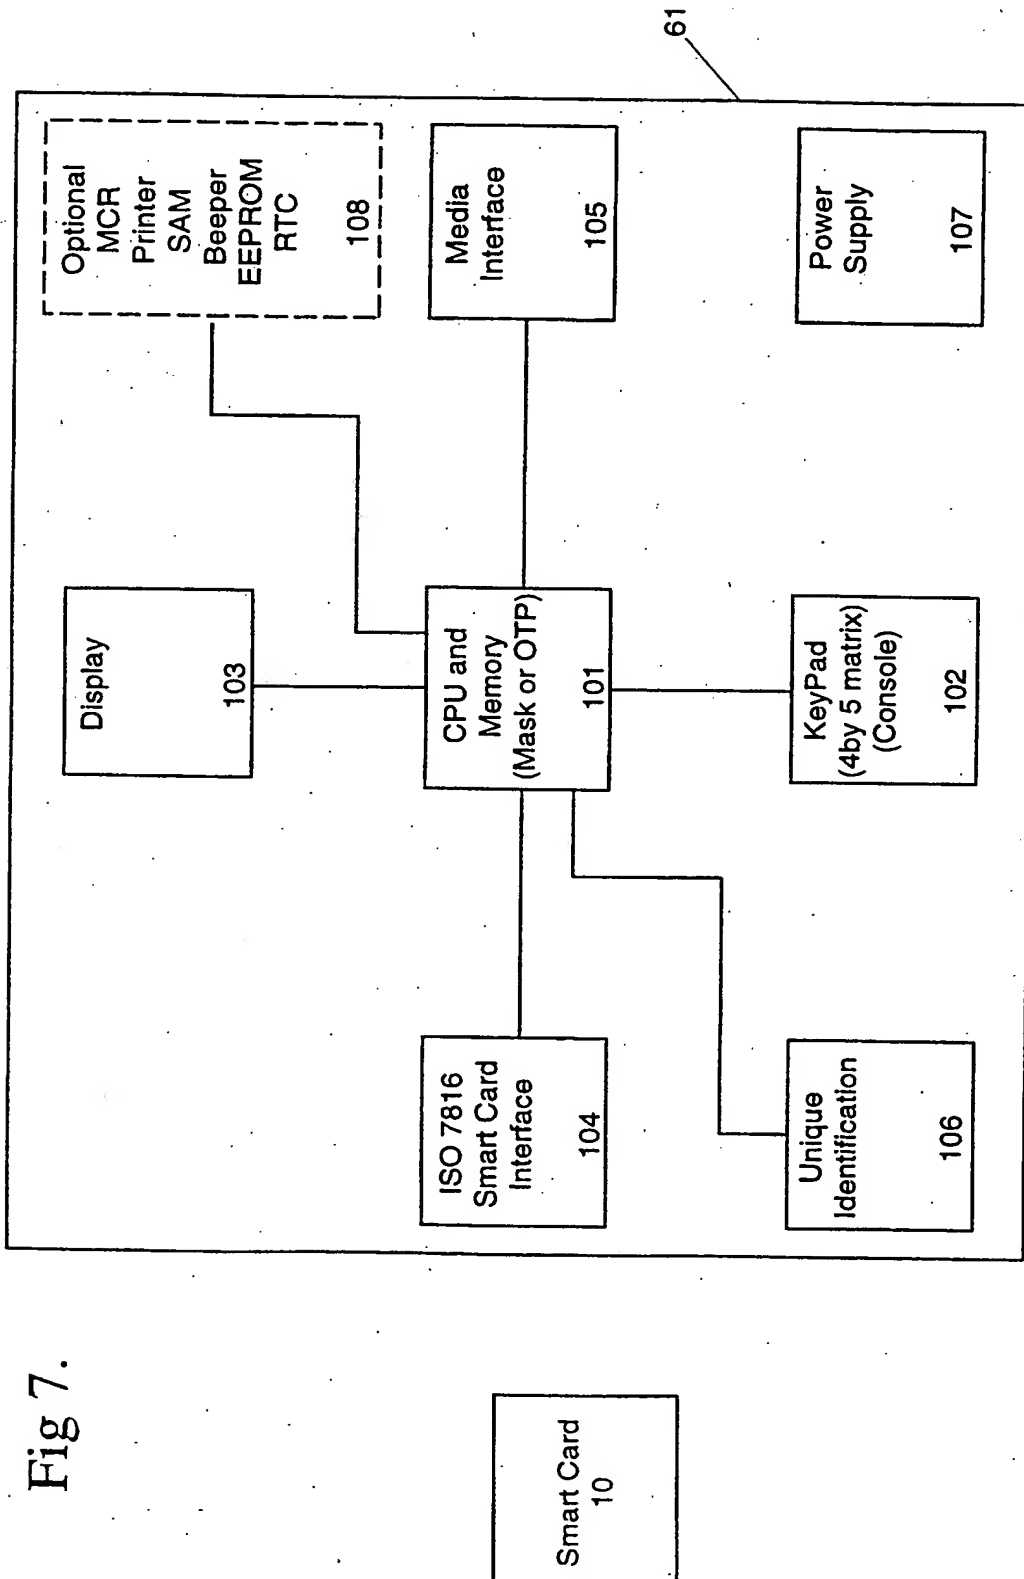 Fig 7.
Smart Card
10
61
Display
103
Optional
MCR
Printer
SAM
Beeper
EEPROM
RTC
108
ISO 7816
Smart Card
Interface
104
CPU and
Memory
(Mask or OTP)
101
Media
Interface
105
Unique
Identification
106
KeyPad
(4by 5 matrix)
(Console)
102
Power
Supply
107